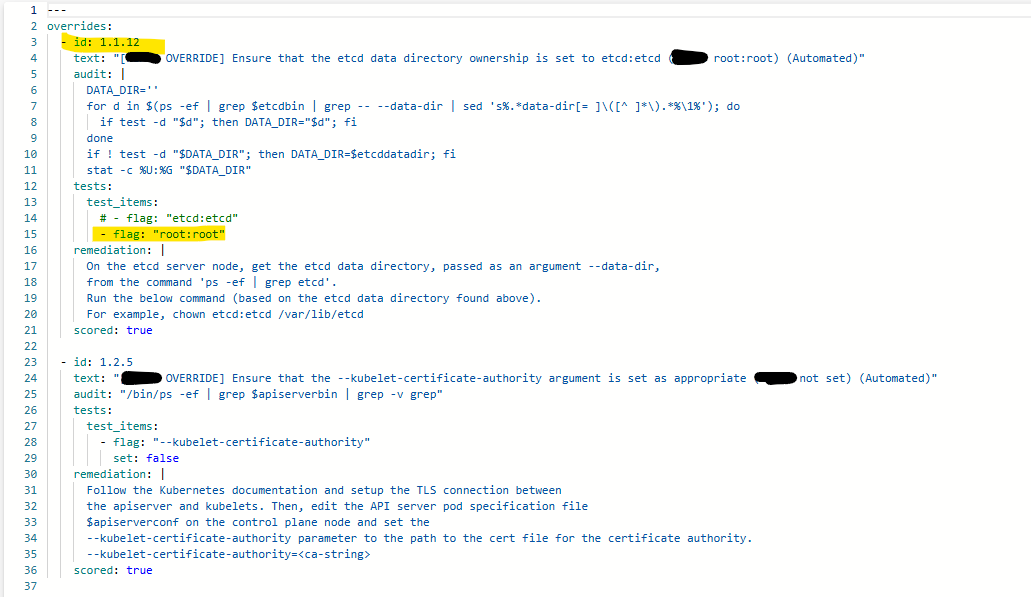 1 ---
2 overrides:
3 - id: 1.1.12
4 text: "[ OVERRIDE] Ensure that the etcd data directory ownership is set to etcd:etcd ( root:root) (Automated)"
5 audit: |
6 DATA_DIR=''
7 for d in $(ps -ef | grep $etcdbin | grep -- --data-dir | sed 's%.*data-dir[= ]\([^ ]*\).*%\1%'); do
8 if test -d "$d"; then DATA_DIR="$d"; fi
9 done
10 if ! test -d "$DATA_DIR"; then DATA_DIR=$etcddatadir; fi
11 stat -c %U:%G "$DATA_DIR"
12 tests:
13 test_items:
14 # - flag: "etcd:etcd"
15 - flag: "root:root"
16 remediation: |
17 On the etcd server node, get the etcd data directory, passed as an argument --data-dir,
18 from the command 'ps -ef | grep etcd'.
19 Run the below command (based on the etcd data directory found above).
20 For example, chown etcd:etcd /var/lib/etcd
21 scored: true
22
23 - id: 1.2.5
24 text: " OVERRIDE] Ensure that the --kubelet-certificate-authority argument is set as appropriate ( not set) (Automated)"
25 audit: "/bin/ps -ef | grep $apiserverbin | grep -v grep"
26 tests:
27 test_items:
28 - flag: "--kubelet-certificate-authority"
29 set: false
30 remediation: |
31 Follow the Kubernetes documentation and setup the TLS connection between
32 the apiserver and kubelets. Then, edit the API server pod specification file
33 $apiserverconf on the control plane node and set the
34 --kubelet-certificate-authority parameter to the path to the cert file for the certificate authority.
35 --kubelet-certificate-authority=<ca-string>
36 scored: true
37